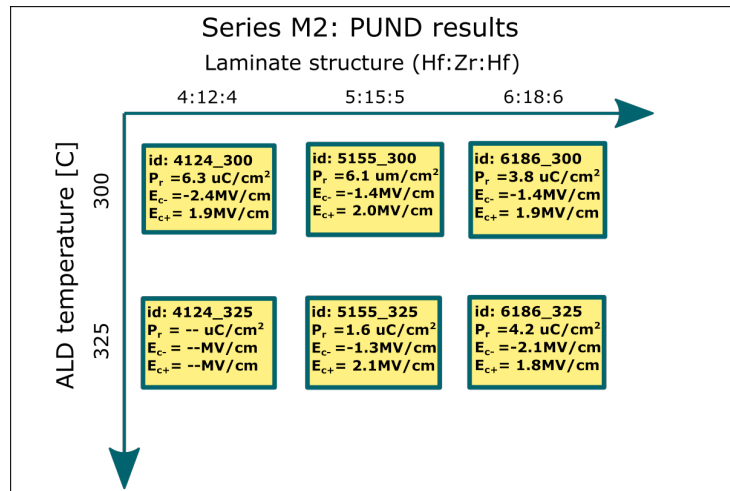 Series M2: PUND results
Laminate structure (Hf:Zr:Hf)
4:12:4
5:15:5
6:18:6
ALD temperature [C]
300
id: 4124_300
Pr =6.3 uC/cm²
Ec-=-2.4MV/cm
Ec+= 1.9MV/cm
id: 5155_300
Pr =6.1 um/cm²
Ec-=-1.4MV/cm
Ec+= 2.0MV/cm
id: 6186_300
Pr =3.8 uC/cm²
Ec-=-1.4MV/cm
Ec+= 1.9MV/cm
325
id: 4124_325
Pr = -- uC/cm²
Ec- = --MV/cm
Ec+= --MV/cm
id: 5155_325
Pr =1.6 uC/cm²
Ec-=-1.3MV/cm
Ec+= 2.1MV/cm
id: 6186_325
Pr =4.2 uC/cm²
Ec-=-2.1MV/cm
Ec+= 1.8MV/cm